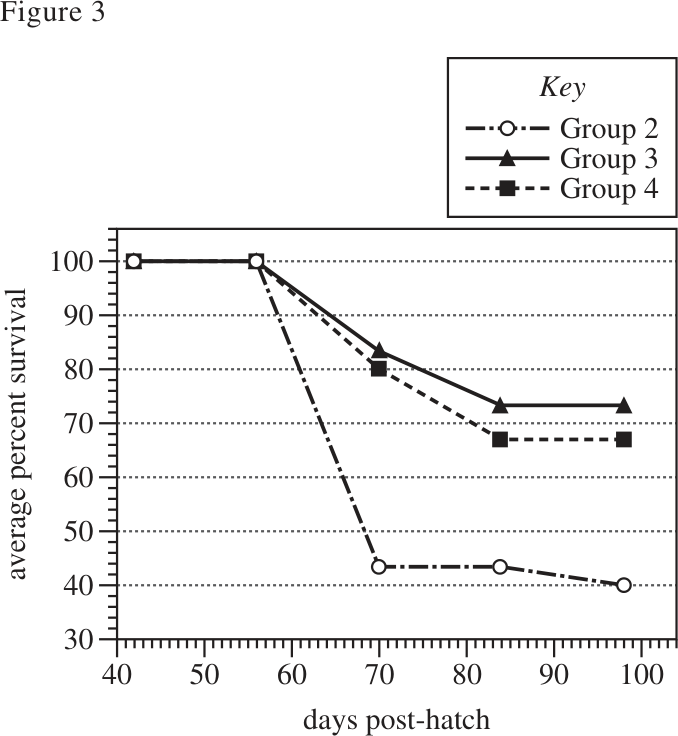 Figure 3
Key
Group 2
Group 3
Group 4
100
90
80
70
60
50
40
30
average percent survival
40 50 60 70 80 90 100
days post-hatch